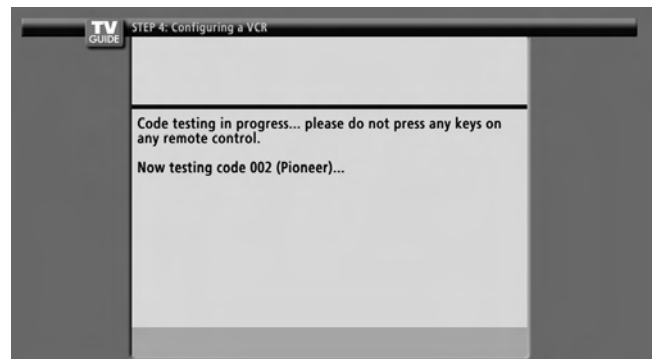 TV
GUIDE
STEP 4: Configuring a VCR
Code testing in progress... please do not press any keys on
any remote control.
Now testing code 002 (Pioneer)...